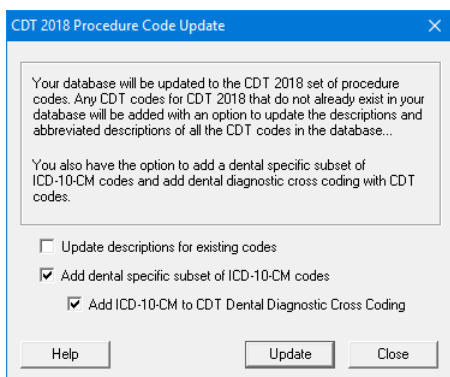 CDT 2018 Procedure Code Update
Your database will be updated to the CDT 2018 set of procedure
codes. Any CDT codes for CDT 2018 that do not already exist in your
database will be added with an option to update the descriptions and
abbreviated descriptions of all the CDT codes in the database...
You also have the option to add a dental specific subset of
ICD-10-CM codes and add dental diagnostic cross coding with CDT
codes.
Update descriptions for existing codes
Add dental specific subset of ICD-10-CM codes
Add ICD-10-CM to CDT Dental Diagnostic Cross Coding
Help Update Close